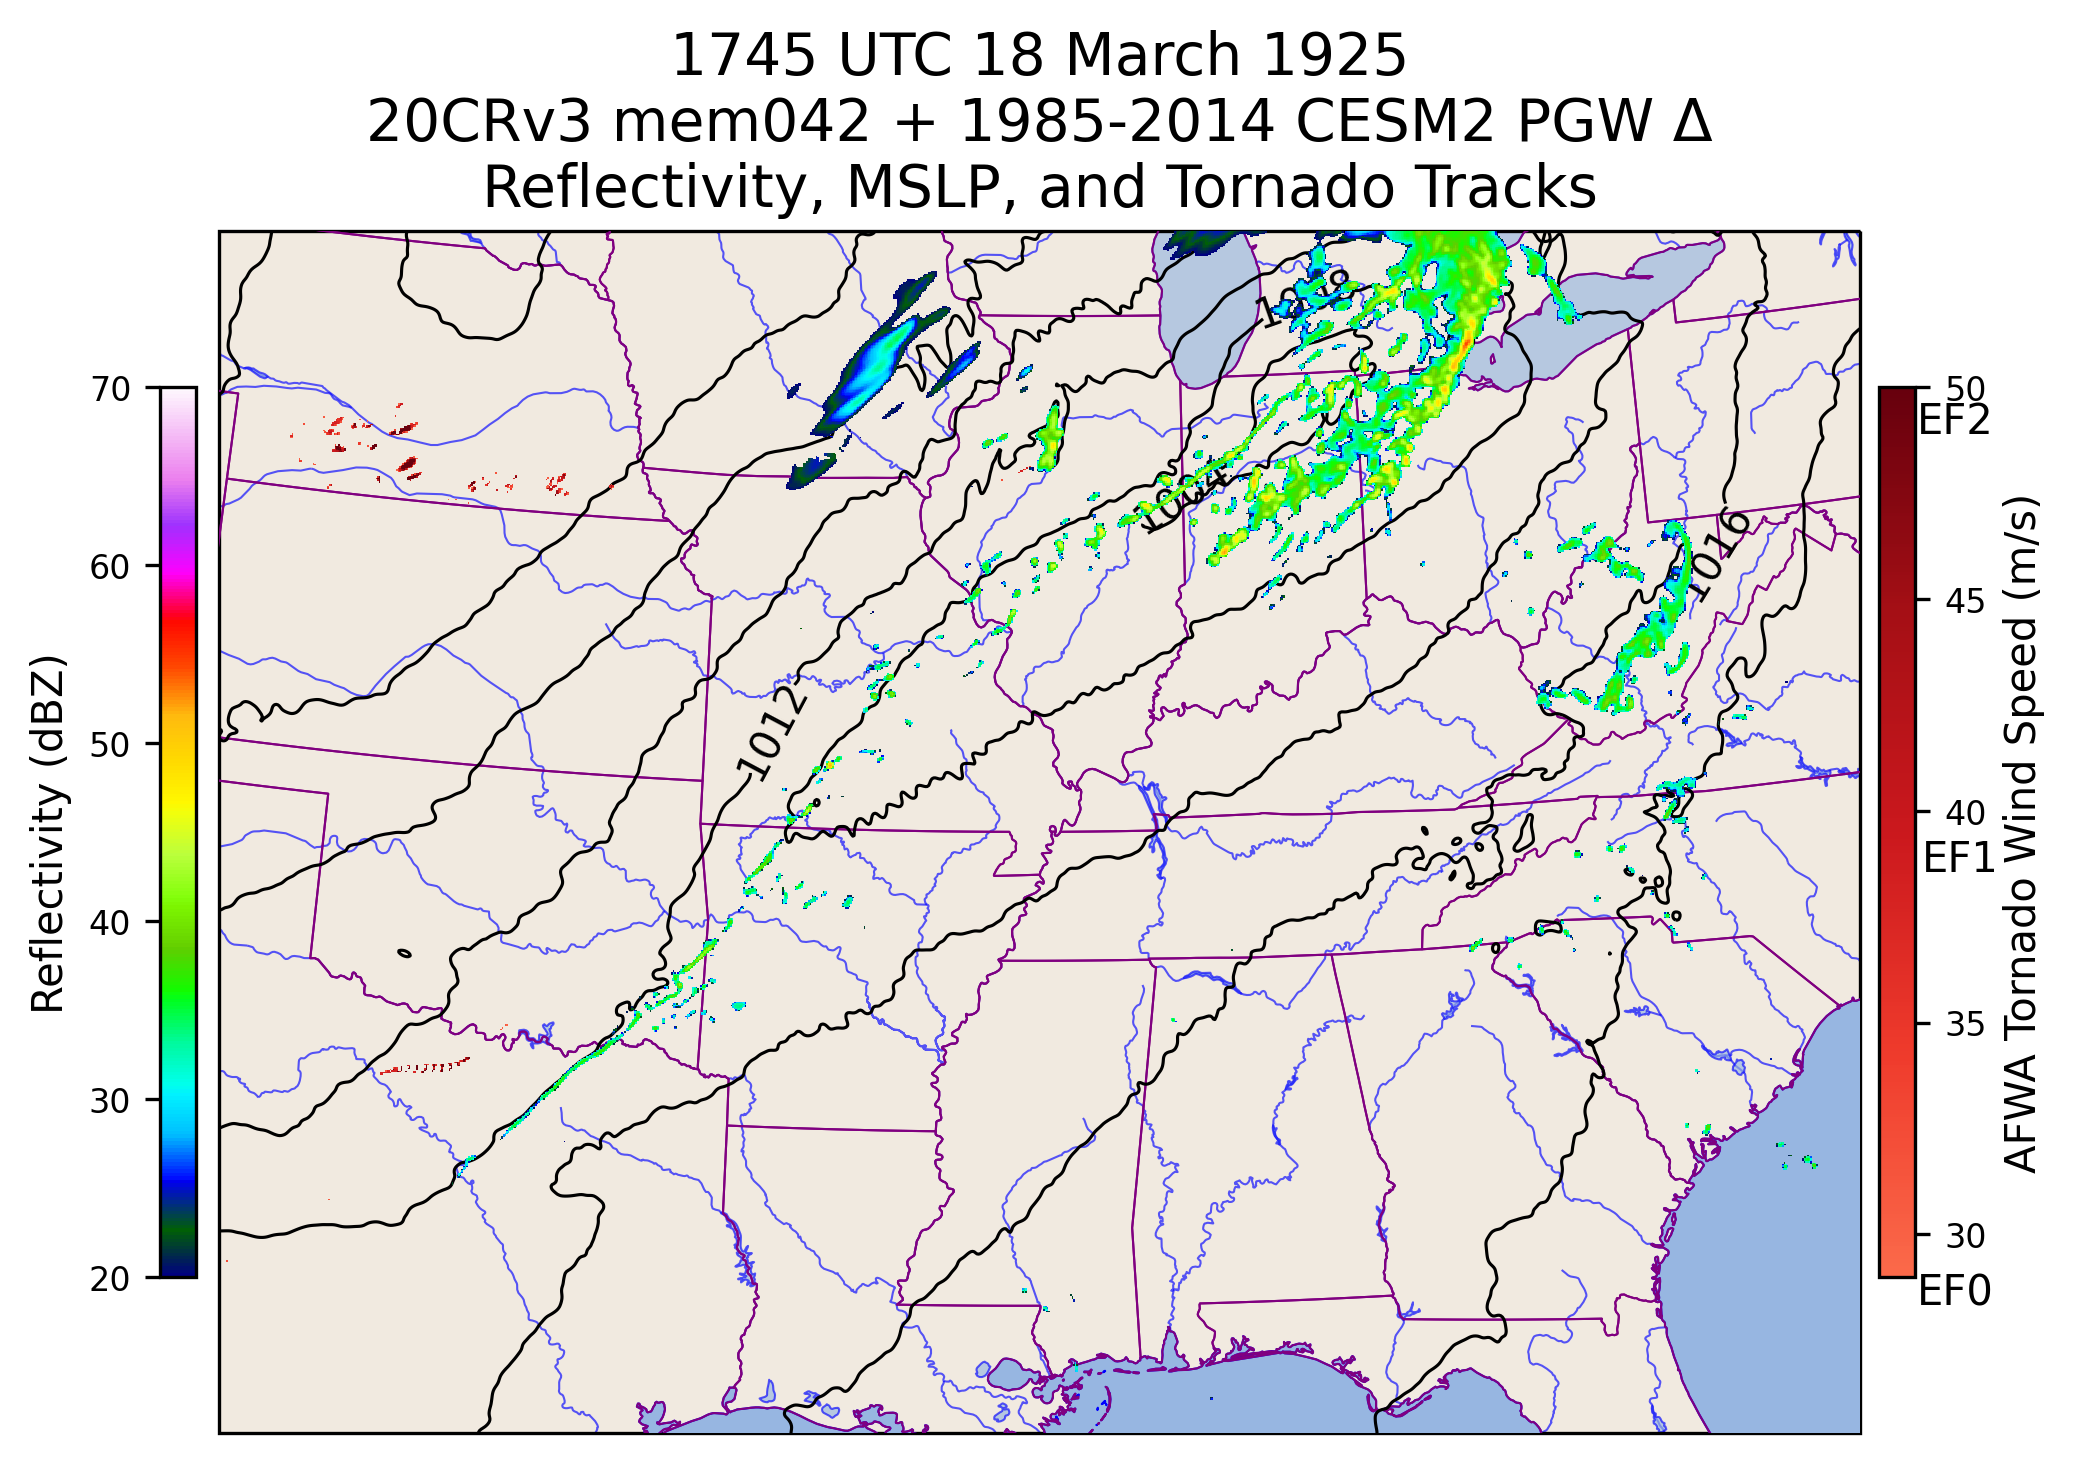 1745 UTC 18 March 1925
20CRv3 mem042 + 1985-2014 CESM2 PGW Δ
Reflectivity, MSLP, and Tornado Tracks
70
60
50
40
30
20
Reflectivity (dBZ)
1012
1004
1016
50
EF2
45
40
EF1
35
30
EF0
AFWA Tornado Wind Speed (m/s)